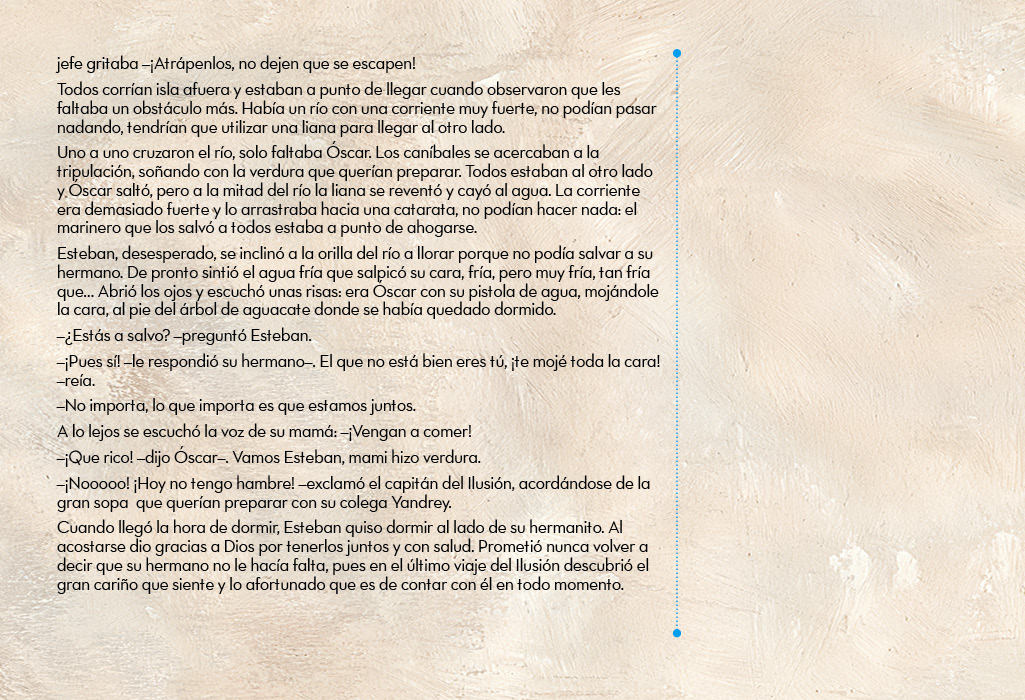 jefe gritaba –¡Atrápenlos, no dejen que se escapen!
Todos corrían isla afuera y estaban a punto de llegar cuando observaron que les
faltaba un obstáculo más. Había un río con una corriente muy fuerte, no podían pasar
nadando, tendrían que utilizar una liana para llegar al otro lado.
Uno a uno cruzaron el río, solo faltaba Óscar. Los caníbales se acercaban a la
tripulación, soñando con la verdura que querían preparar. Todos estaban al otro lado
y Óscar saltó, pero a la mitad del río la liana se reventó y cayó al agua. La corriente
era demasiado fuerte y lo arrastraba hacia una catarata, no podían hacer nada: el
marinero que los salvó a todos estaba a punto de ahogarse.
Esteban, desesperado, se inclinó a la orilla del río a llorar porque no podía salvar a su
hermano. De pronto sintió el agua fría que salpicó su cara, fría, pero muy fría, tan fría
que... Abrió los ojos y escuchó unas risas: era Óscar con su pistola de agua, mojándole
la cara, al pie del árbol de aguacate donde se había quedado dormido.
–¿Estás a salvo? –preguntó Esteban.
–¡Pues sí! –le respondió su hermano–. El que no está bien eres tú, ¡te mojé toda la cara!
–reía.
–No importa, lo que importa es que estamos juntos.
A lo lejos se escuchó la voz de su mamá: –¡Vengan a comer!
–¡Que rico! –dijo Óscar–. Vamos Esteban, mami hizo verdura.
–¡Nooooo! ¡Hoy no tengo hambre! –exclamó el capitán del Ilusión, acordándose de la
gran sopa  que querían preparar con su colega Yandrey.
Cuando llegó la hora de dormir, Esteban quiso dormir al lado de su hermanito. Al
acostarse dio gracias a Dios por tenerlos juntos y con salud. Prometió nunca volver a
decir que su hermano no le hacía falta, pues en el último viaje del Ilusión descubrió el
gran cariño que siente y lo afortunado que es de contar con él en todo momento.